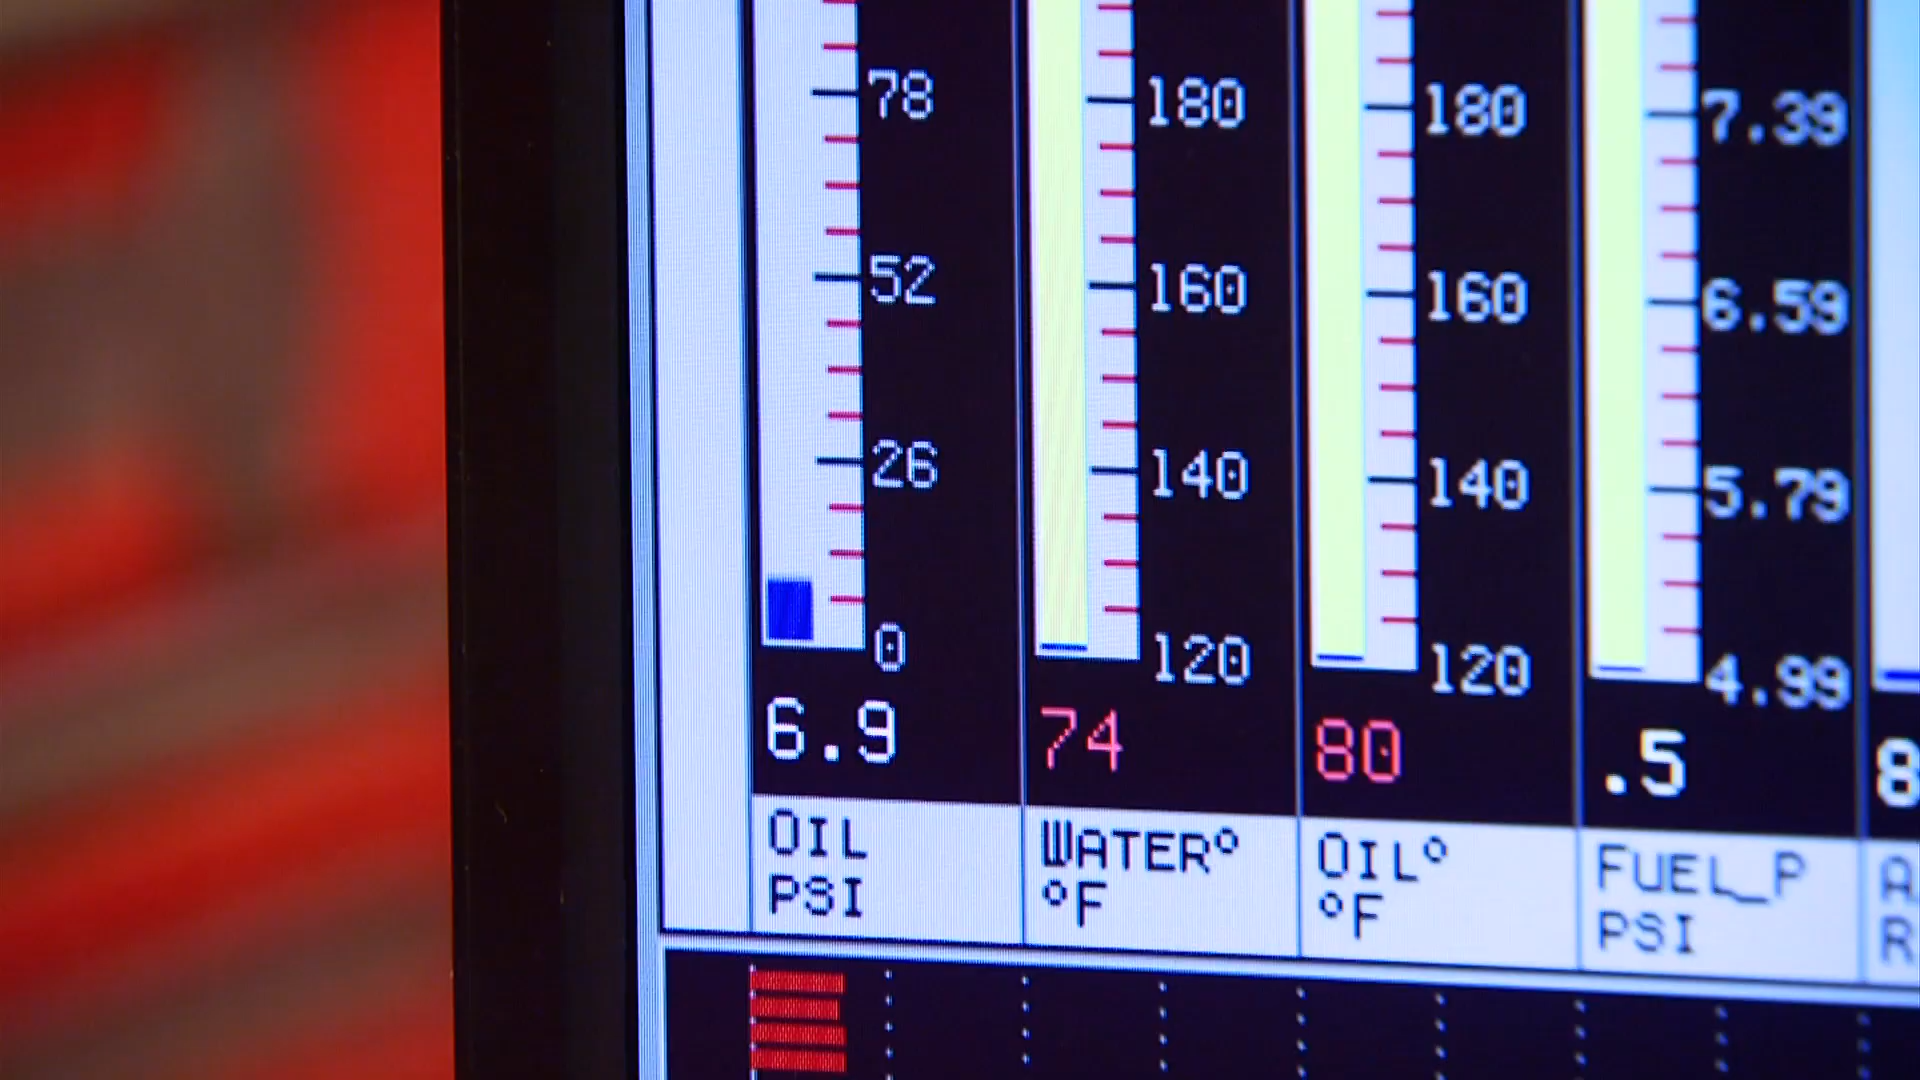 78 180 180 7.39
52 160 160 6.59
26 140 140 5.79
0 120 120 4.99
6.9 74 80 .5 8
OIL WATER° OIL° FUEL_P A
PSI °F °F PSI R